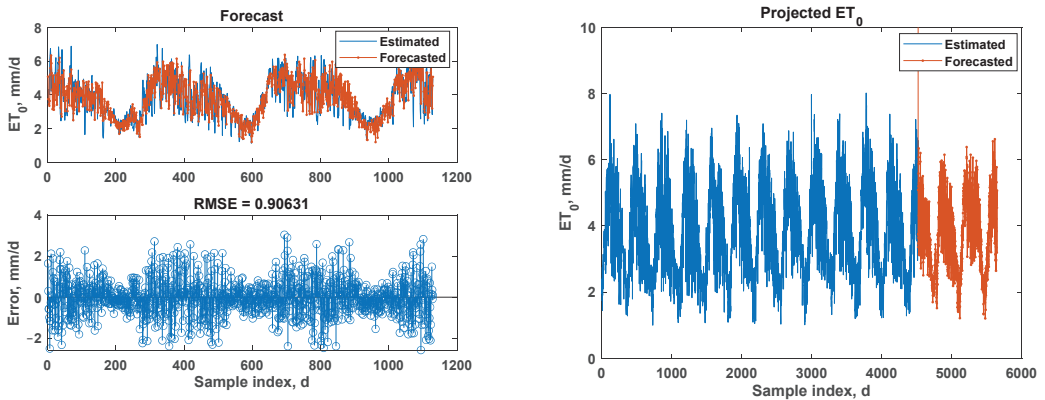 Forecast
8
6
4
2
0
ET0, mm/d
Estimated
Forecasted
0 200 400 600 800 1000 1200
RMSE = 0.90631
4
2
0
−2
Error, mm/d
0 200 400 600 800 1000 1200
Sample index, d
Projected ET0
10
8
6
4
2
0
ET0, mm/d
Estimated
Forecasted
0 1000 2000 3000 4000 5000 6000
Sample index, d